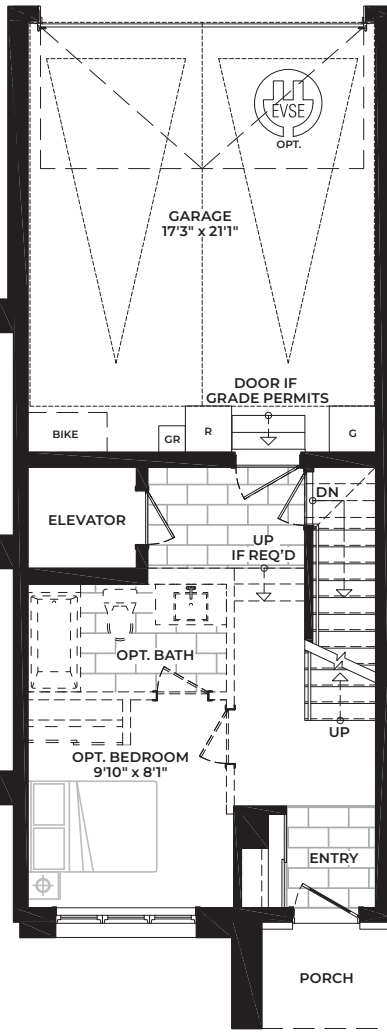 EVSE
OPT.
GARAGE
17'3" x 21'1"
DOOR IF
GRADE PERMITS
BIKE
GR
R
G
ELEVATOR
DN
UP
IF REQ'D
OPT. BATH
OPT. BEDROOM
9'10" x 8'1"
UP
ENTRY
PORCH